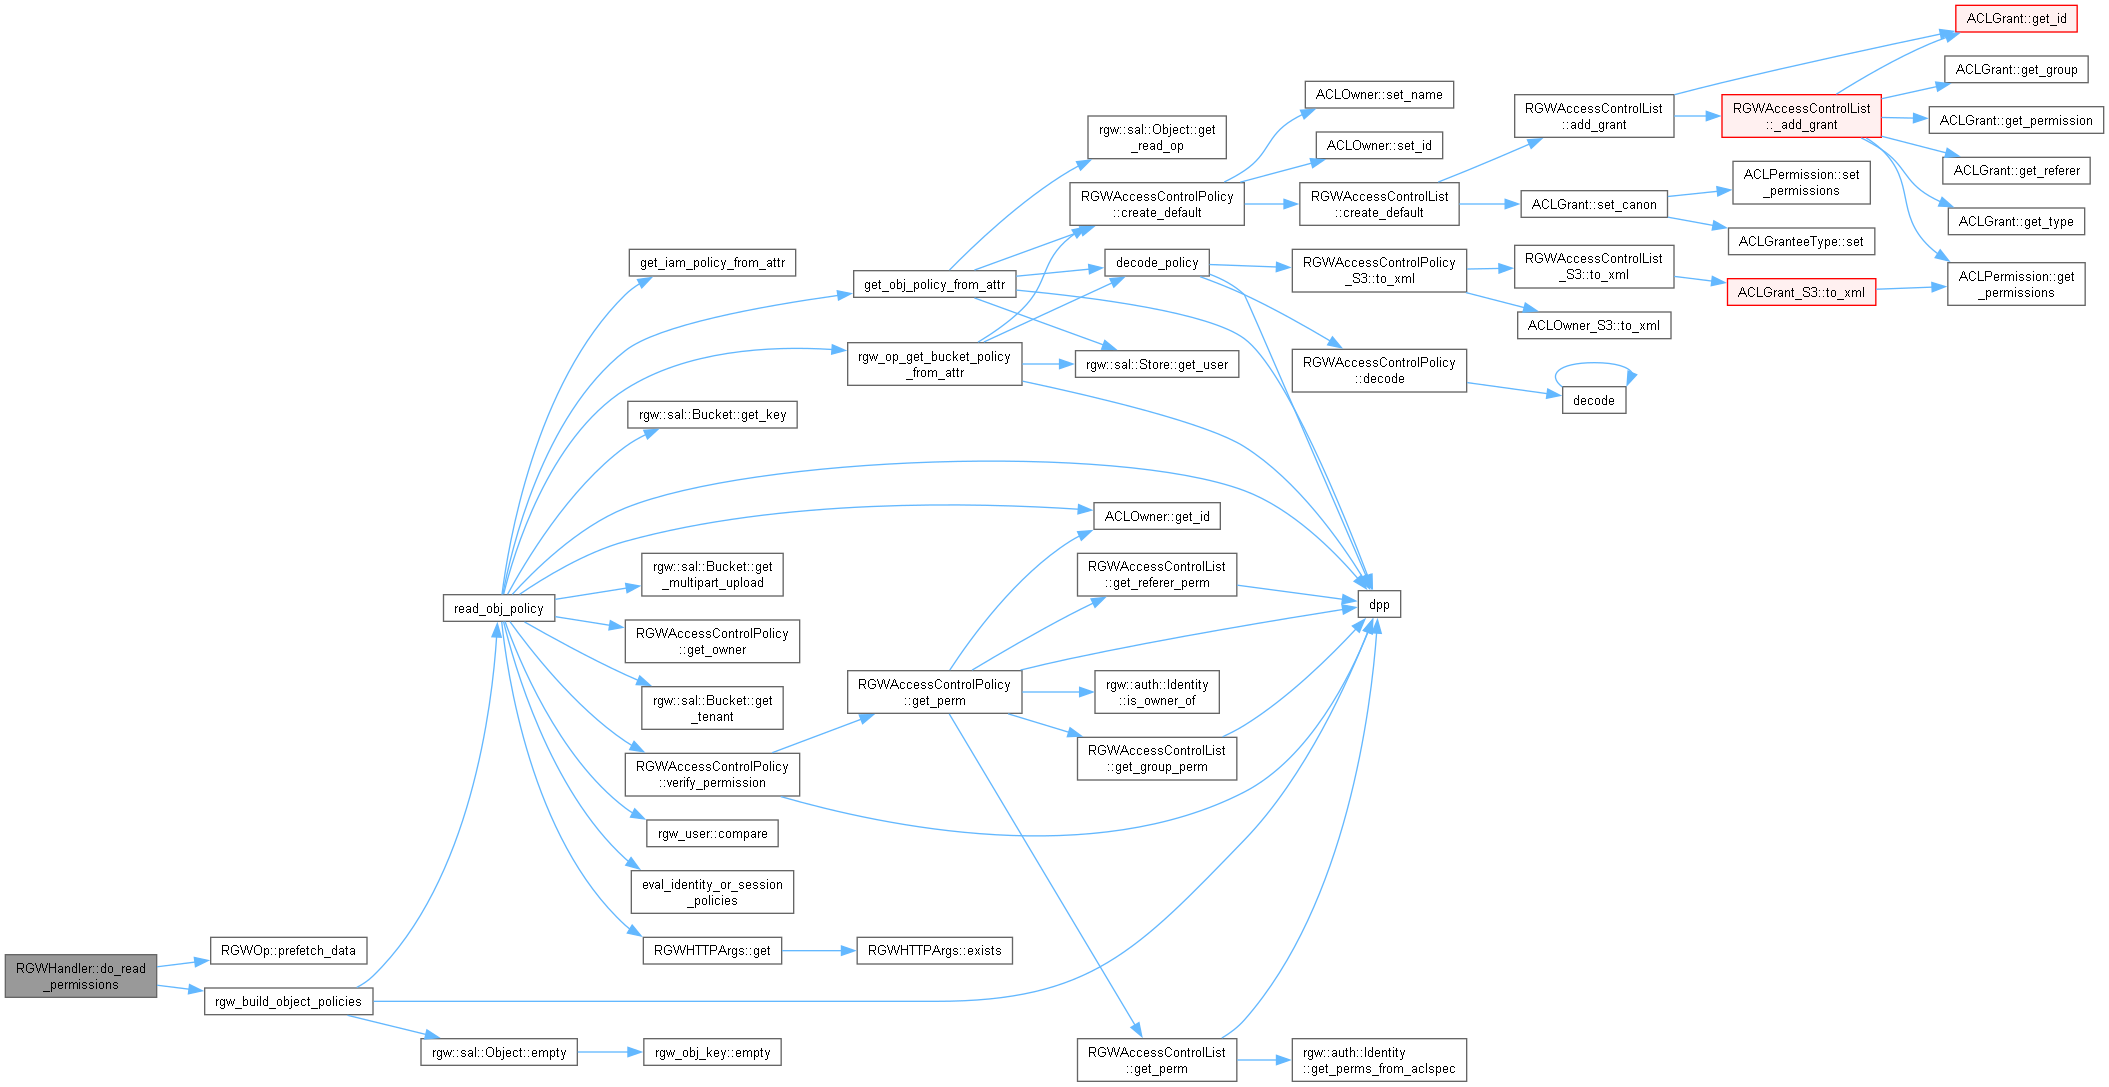 RGWHandler::do_read
_permissions
RGWOp::prefetch_data
rgw_build_object_policies
read_obj_policy
rgw::sal::Object::empty
get_iam_policy_from_attr
rgw::sal::Bucket::get_key
rgw::sal::Bucket::get
_multipart_upload
RGWAccessControlPolicy
::get_owner
rgw::sal::Bucket::get
_tenant
RGWAccessControlPolicy
::verify_permission
rgw_user::compare
eval_identity_or_session
_policies
RGWHTTPArgs::get
rgw_obj_key::empty
get_obj_policy_from_attr
rgw_op_get_bucket_policy
_from_attr
RGWAccessControlPolicy
::get_perm
RGWHTTPArgs::exists
rgw::sal::Object::get
_read_op
RGWAccessControlPolicy
::create_default
decode_policy
rgw::sal::Store::get_user
ACLOwner::get_id
RGWAccessControlList
::get_referer_perm
rgw::auth::Identity
::is_owner_of
RGWAccessControlList
::get_group_perm
RGWAccessControlList
::get_perm
ACLOwner::set_name
ACLOwner::set_id
RGWAccessControlList
::create_default
RGWAccessControlPolicy
_S3::to_xml
RGWAccessControlPolicy
::decode
dpp
rgw::auth::Identity
::get_perms_from_aclspec
RGWAccessControlList
::add_grant
ACLGrant::set_canon
RGWAccessControlList
_S3::to_xml
ACLOwner_S3::to_xml
decode
RGWAccessControlList
::_add_grant
ACLPermission::set
_permissions
ACLGranteeType::set
ACLGrant_S3::to_xml
ACLGrant::get_id
ACLGrant::get_group
ACLGrant::get_permission
ACLGrant::get_referer
ACLGrant::get_type
ACLPermission::get
_permissions